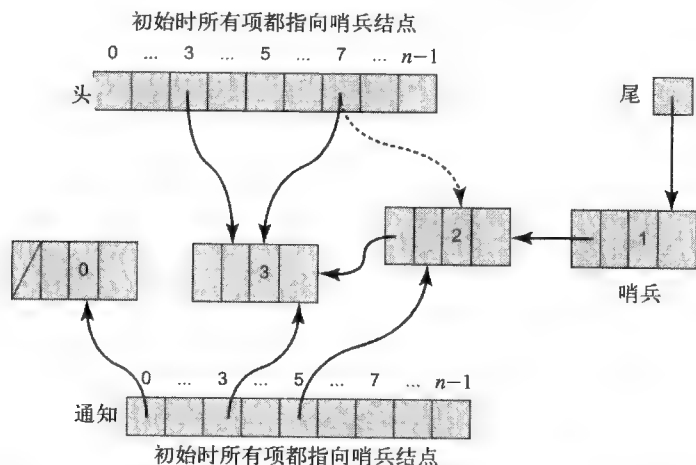 初始时所有项都指向哨兵结点
0 ... 3 ... 5 ... 7 ... n−1
头
尾
2
1
0
3
哨兵
0 ... 3 ... 5 ... 7 ... n−1
通知
初始时所有项都指向哨兵结点